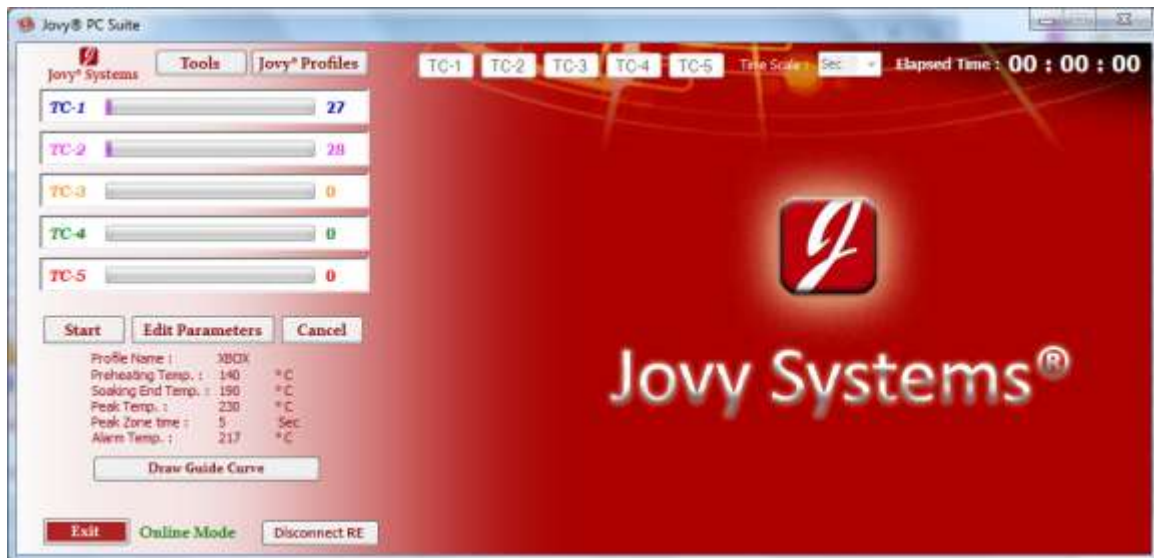 Jovy® PC Suite
Jovy® Systems
Tools Jovy® Profiles TC-1 TC-2 TC-3 TC-4 TC-5 Time Scale : Sec Elapsed Time : 00 : 00 : 00
TC-1 27
TC-2 28
TC-3 0
TC-4 0
TC-5 0
Start Edit Parameters Cancel
Profile Name : XBOX
Preheating Temp. : 140 °C
Soaking End Temp. : 190 °C
Peak Temp. : 230 °C
Peak Zone time : 5 Sec
Alarm Temp. : 217 °C
Draw Guide Curve
Exit Online Mode Disconnect RE
J
Jovy Systems®